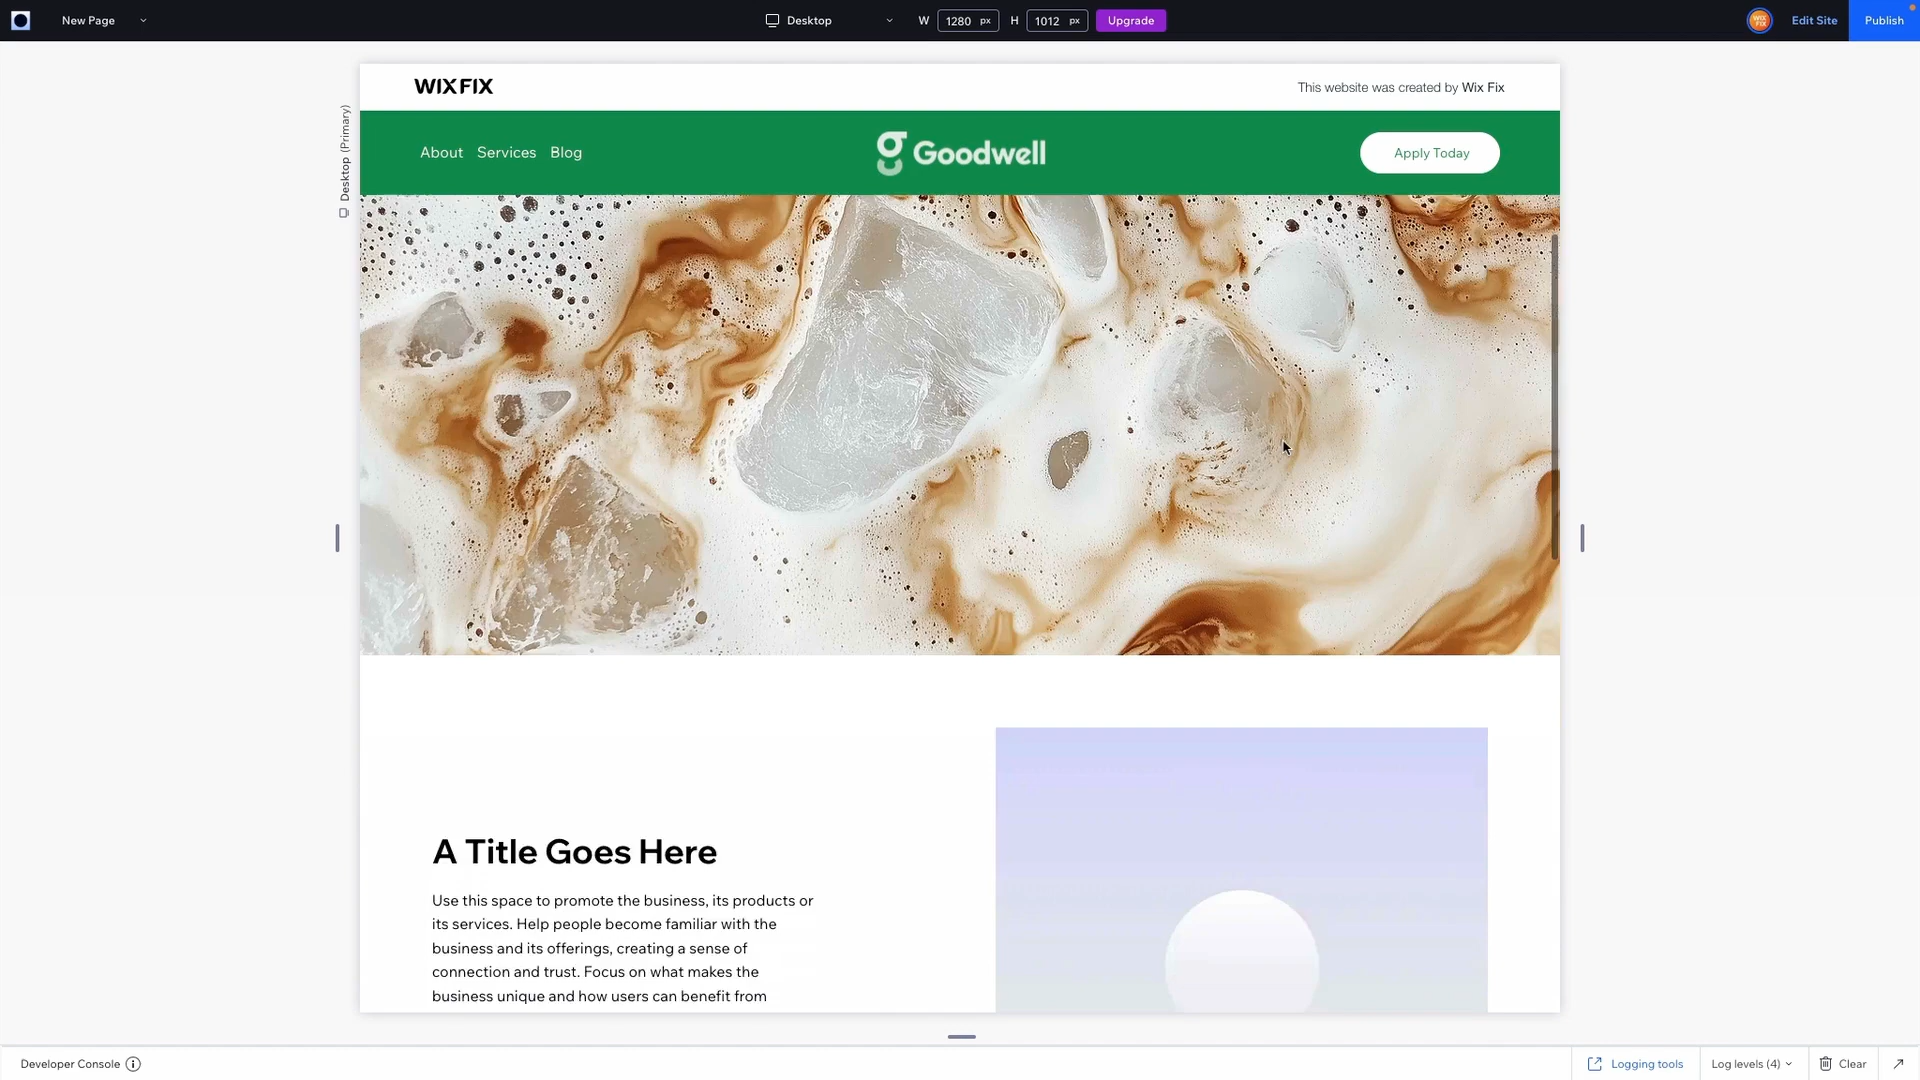 New Page
Desktop
W 1280 px H 1012 px
Upgrade
WIX FIX
Edit Site
Publish
WIX FIX
This website was created by Wix Fix
Desktop (Primary)
About Services Blog
g Goodwell
Apply Today
A Title Goes Here
Use this space to promote the business, its products or
its services. Help people become familiar with the
business and its offerings, creating a sense of
connection and trust. Focus on what makes the
business unique and how users can benefit from
Developer Console
Logging tools
Log levels (4)
Clear